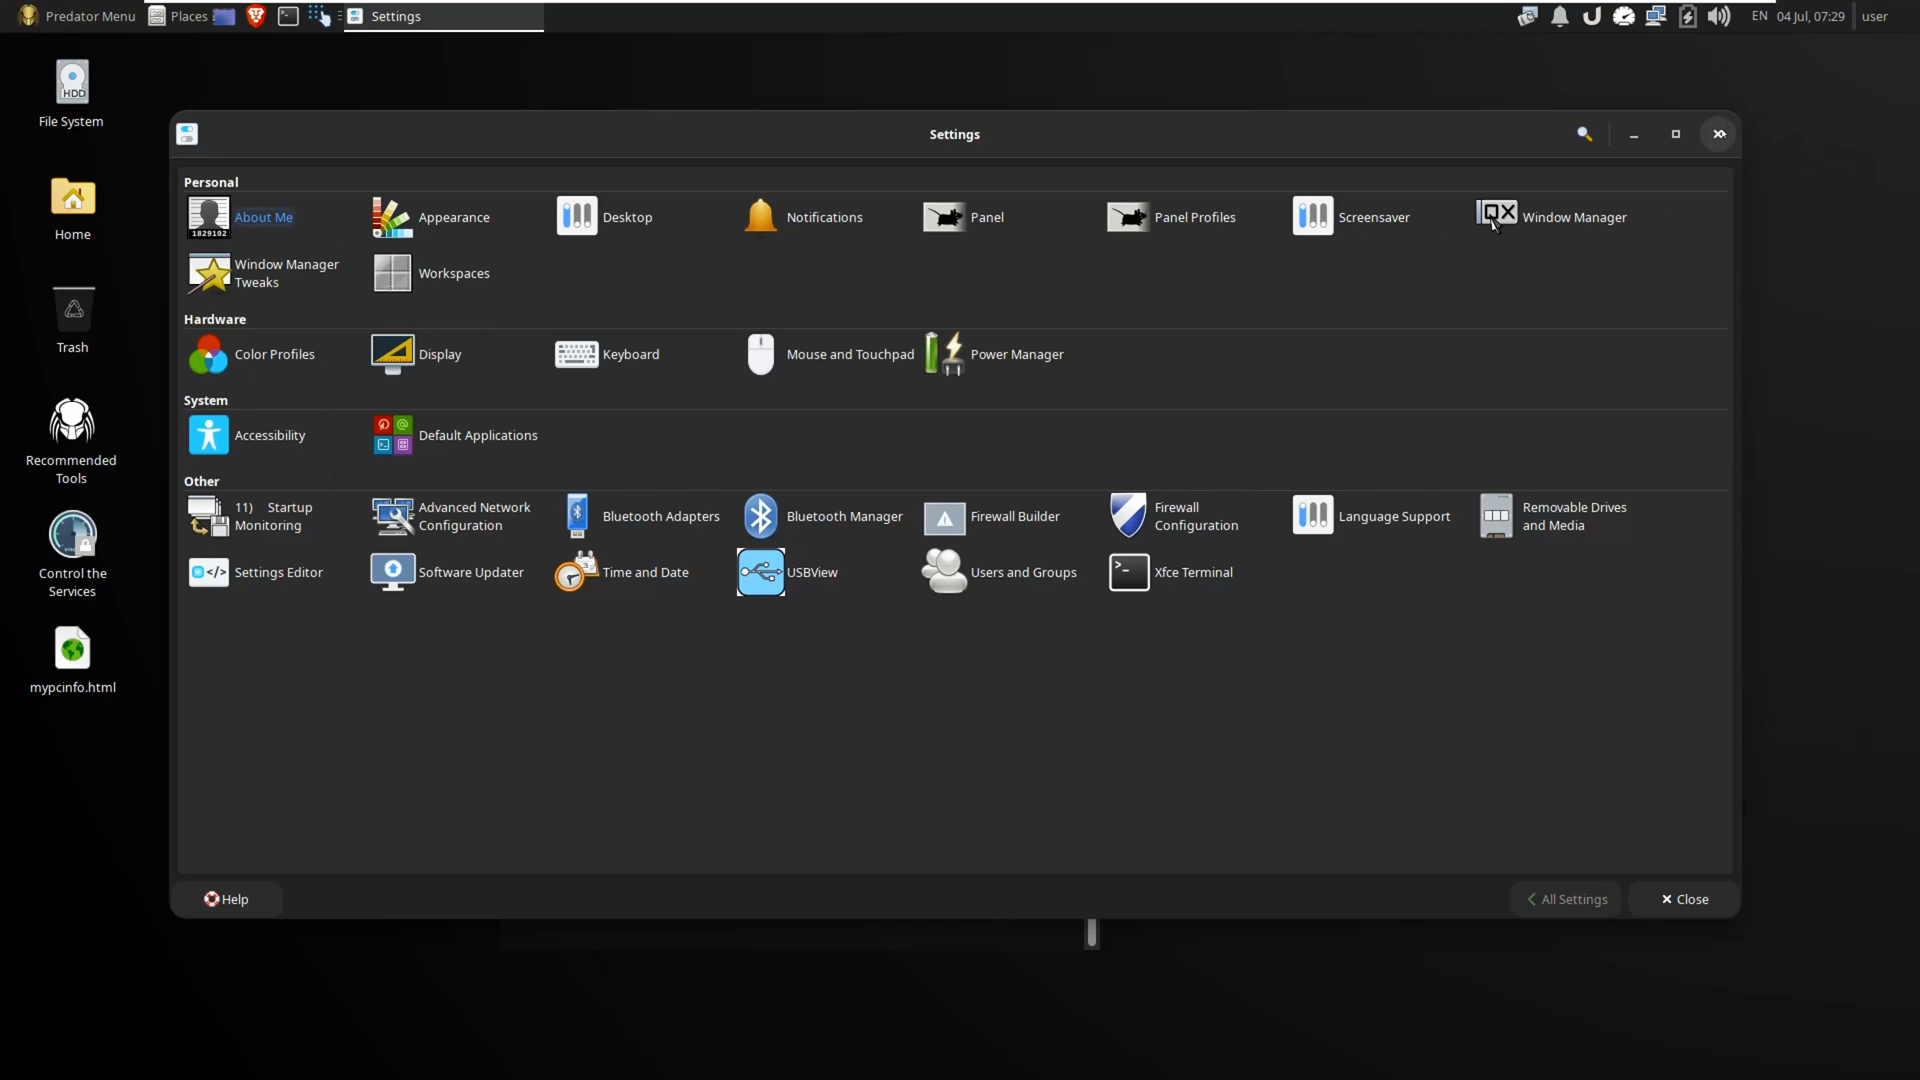 Predator Menu
Places
Settings
EN 04 Jul, 07:29 user
HDD
File System
Home
Trash
Recommended
Tools
Control the
Services
mypcinfo.html
Settings
Personal
1829102
About Me
Appearance
Desktop
Notifications
Panel
Panel Profiles
Screensaver
Window Manager
Window Manager
Tweaks
Workspaces
Hardware
Color Profiles
Display
Keyboard
Mouse and Touchpad
Power Manager
System
Accessibility
Default Applications
Other
11) Startup
Monitoring
Advanced Network
Configuration
Bluetooth Adapters
Bluetooth Manager
Firewall Builder
Firewall
Configuration
Language Support
Removable Drives
and Media
Settings Editor
Software Updater
Time and Date
USBView
Users and Groups
Xfce Terminal
Help
All Settings
Close